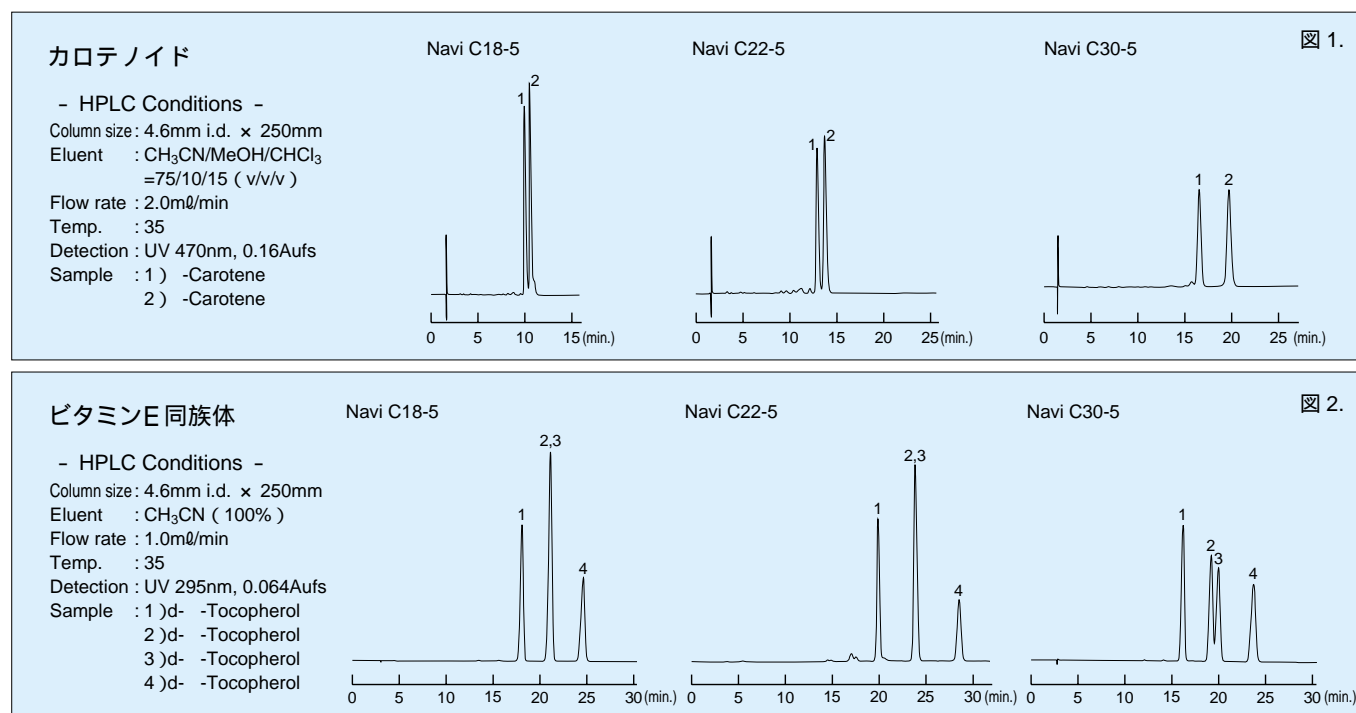 カロテノイド
図 1.
- HPLC Conditions -
Column size : 4.6mm i.d. × 250mm
Eluent : CH₃CN/MeOH/CHCl₃
=75/10/15 ( v/v/v )
Flow rate : 2.0mℓ/min
Temp. : 35
Detection : UV 470nm, 0.16Aufs
Sample : 1 ) -Carotene
2 ) -Carotene
Navi C18-5
1
2
0 5 10 15 (min.)
Navi C22-5
1
2
0 5 10 15 20 25 (min.)
Navi C30-5
1 2
0 5 10 15 20 25 (min.)
ビタミンE同族体
図 2.
- HPLC Conditions -
Column size : 4.6mm i.d. × 250mm
Eluent : CH₃CN ( 100% )
Flow rate : 1.0mℓ/min
Temp. : 35
Detection : UV 295nm, 0.064Aufs
Sample : 1 )d- -Tocopherol
2 )d- -Tocopherol
3 )d- -Tocopherol
4 )d- -Tocopherol
Navi C18-5
2,3
1
4
0 5 10 15 20 25 30 (min.)
Navi C22-5
2,3
1
4
0 5 10 15 20 25 30 (min.)
Navi C30-5
1
2
3
4
0 5 10 15 20 25 30 (min.)